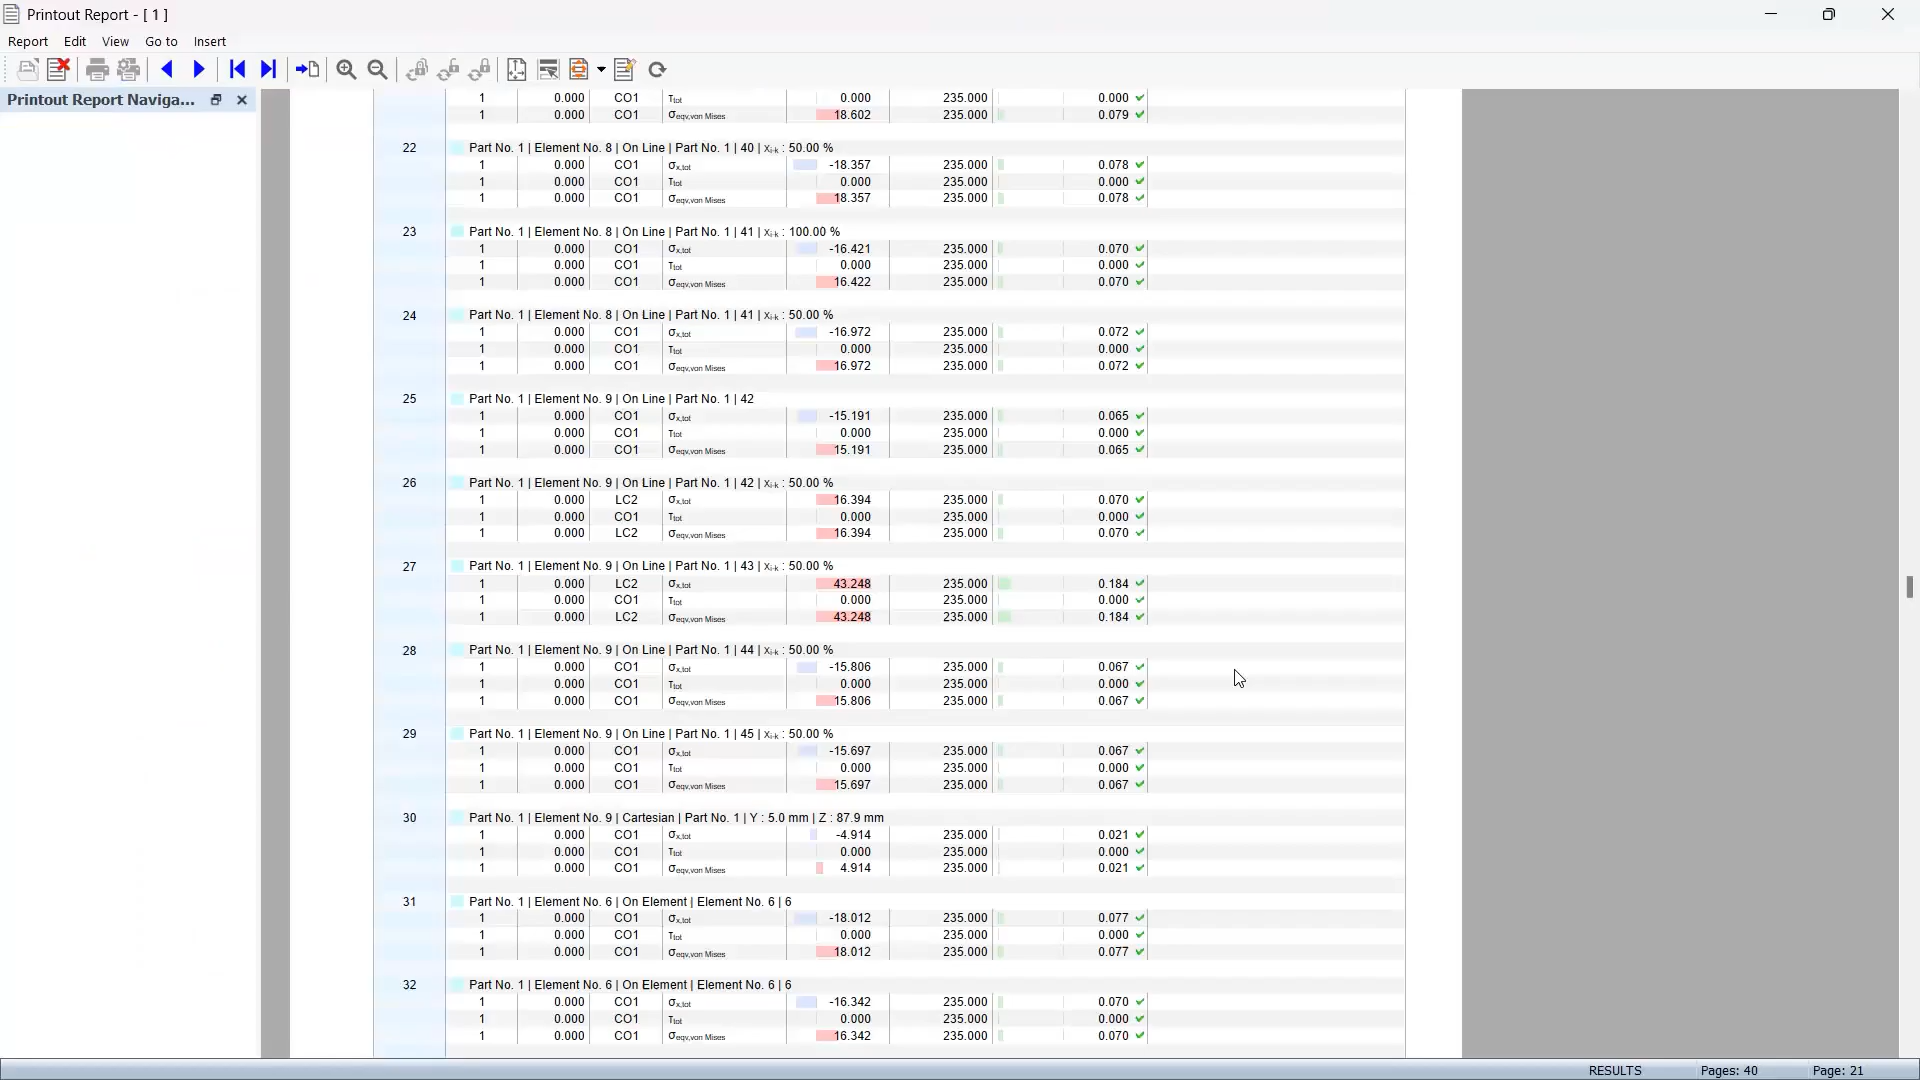 Printout Report - [ 1 ]
Report Edit View Go to Insert
Printout Report Naviga...
1 0.000 CO1 τtot 0.000 235.000 0.000
1 0.000 CO1 σeqv,von Mises 18.602 235.000 0.079
22 Part No. 1 | Element No. 8 | On Line | Part No. 1 | 40 | xi-k : 50.00 %
1 0.000 CO1 σx,tot -18.357 235.000 0.078
1 0.000 CO1 τtot 0.000 235.000 0.000
1 0.000 CO1 σeqv,von Mises 18.357 235.000 0.078
23 Part No. 1 | Element No. 8 | On Line | Part No. 1 | 41 | xi-k : 100.00 %
1 0.000 CO1 σx,tot -16.421 235.000 0.070
1 0.000 CO1 τtot 0.000 235.000 0.000
1 0.000 CO1 σeqv,von Mises 16.422 235.000 0.070
24 Part No. 1 | Element No. 8 | On Line | Part No. 1 | 41 | xi-k : 50.00 %
1 0.000 CO1 σx,tot -16.972 235.000 0.072
1 0.000 CO1 τtot 0.000 235.000 0.000
1 0.000 CO1 σeqv,von Mises 16.972 235.000 0.072
25 Part No. 1 | Element No. 9 | On Line | Part No. 1 | 42
1 0.000 CO1 σx,tot -15.191 235.000 0.065
1 0.000 CO1 τtot 0.000 235.000 0.000
1 0.000 CO1 σeqv,von Mises 15.191 235.000 0.065
26 Part No. 1 | Element No. 9 | On Line | Part No. 1 | 42 | xi-k : 50.00 %
1 0.000 LC2 σx,tot 16.394 235.000 0.070
1 0.000 CO1 τtot 0.000 235.000 0.000
1 0.000 LC2 σeqv,von Mises 16.394 235.000 0.070
27 Part No. 1 | Element No. 9 | On Line | Part No. 1 | 43 | xi-k : 50.00 %
1 0.000 LC2 σx,tot 43.248 235.000 0.184
1 0.000 CO1 τtot 0.000 235.000 0.000
1 0.000 LC2 σeqv,von Mises 43.248 235.000 0.184
28 Part No. 1 | Element No. 9 | On Line | Part No. 1 | 44 | xi-k : 50.00 %
1 0.000 CO1 σx,tot -15.806 235.000 0.067
1 0.000 CO1 τtot 0.000 235.000 0.000
1 0.000 CO1 σeqv,von Mises 15.806 235.000 0.067
29 Part No. 1 | Element No. 9 | On Line | Part No. 1 | 45 | xi-k : 50.00 %
1 0.000 CO1 σx,tot -15.697 235.000 0.067
1 0.000 CO1 τtot 0.000 235.000 0.000
1 0.000 CO1 σeqv,von Mises 15.697 235.000 0.067
30 Part No. 1 | Element No. 9 | Cartesian | Part No. 1 | Y : 5.0 mm | Z : 87.9 mm
1 0.000 CO1 σx,tot -4.914 235.000 0.021
1 0.000 CO1 τtot 0.000 235.000 0.000
1 0.000 CO1 σeqv,von Mises 4.914 235.000 0.021
31 Part No. 1 | Element No. 6 | On Element | Element No. 6 | 6
1 0.000 CO1 σx,tot -18.012 235.000 0.077
1 0.000 CO1 τtot 0.000 235.000 0.000
1 0.000 CO1 σeqv,von Mises 18.012 235.000 0.077
32 Part No. 1 | Element No. 6 | On Element | Element No. 6 | 6
1 0.000 CO1 σx,tot -16.342 235.000 0.070
1 0.000 CO1 τtot 0.000 235.000 0.000
1 0.000 CO1 σeqv,von Mises 16.342 235.000 0.070
RESULTS Pages: 40 Page: 21